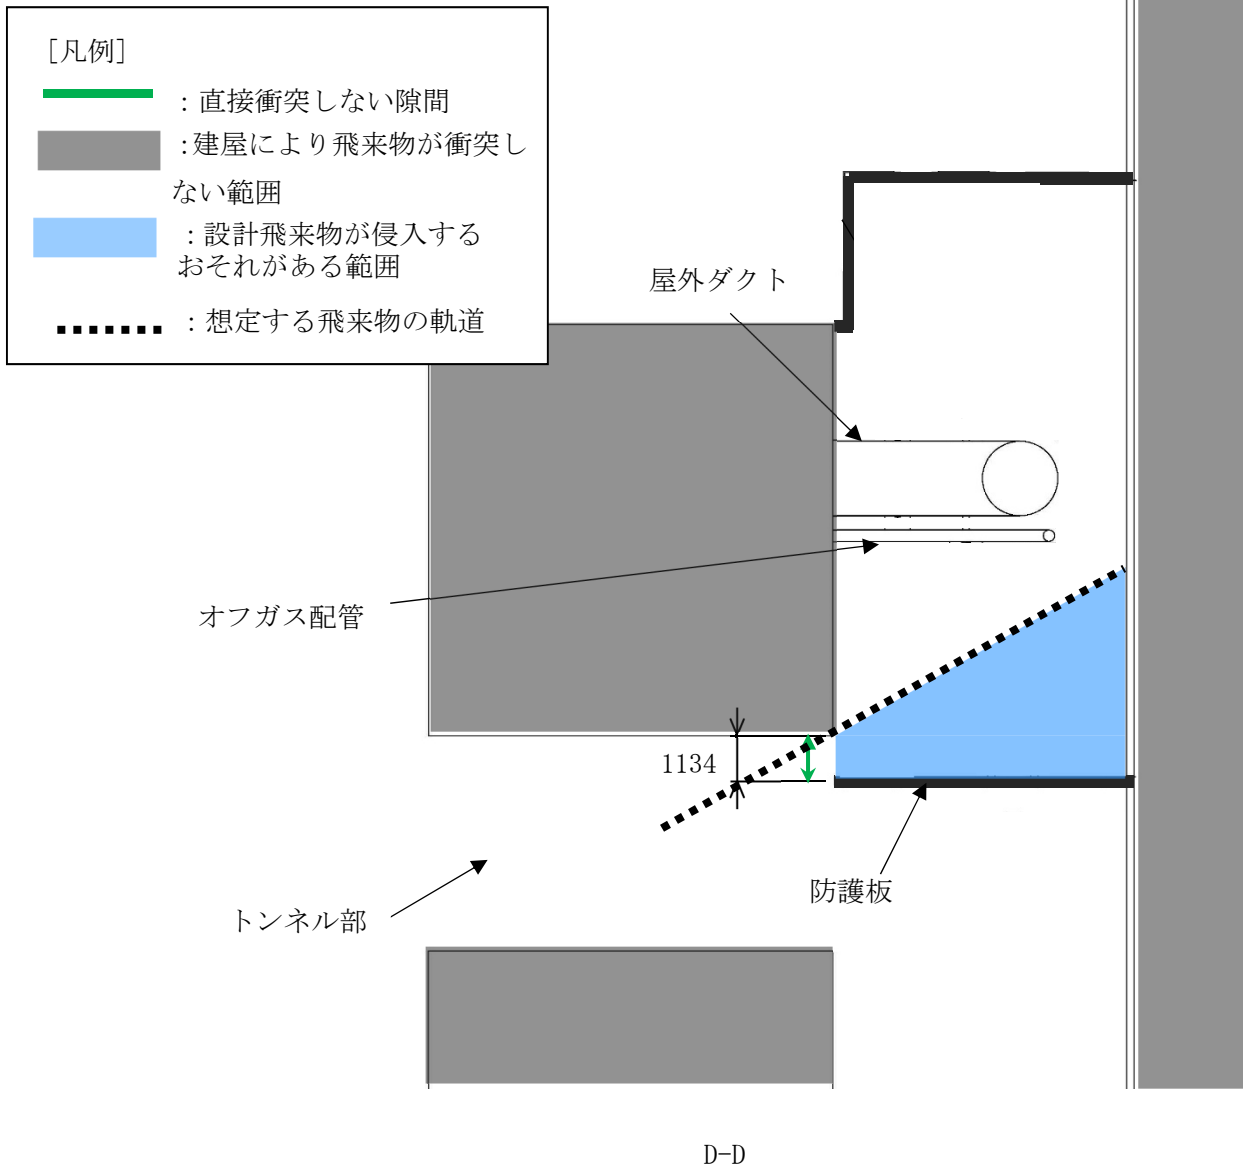 [凡例]
：直接衝突しない隙間
：建屋により飛来物が衝突し
ない範囲
：設計飛来物が侵入する
おそれがある範囲
：想定する飛来物の軌道
屋外ダクト
オフガス配管
1134
防護板
トンネル部
D-D